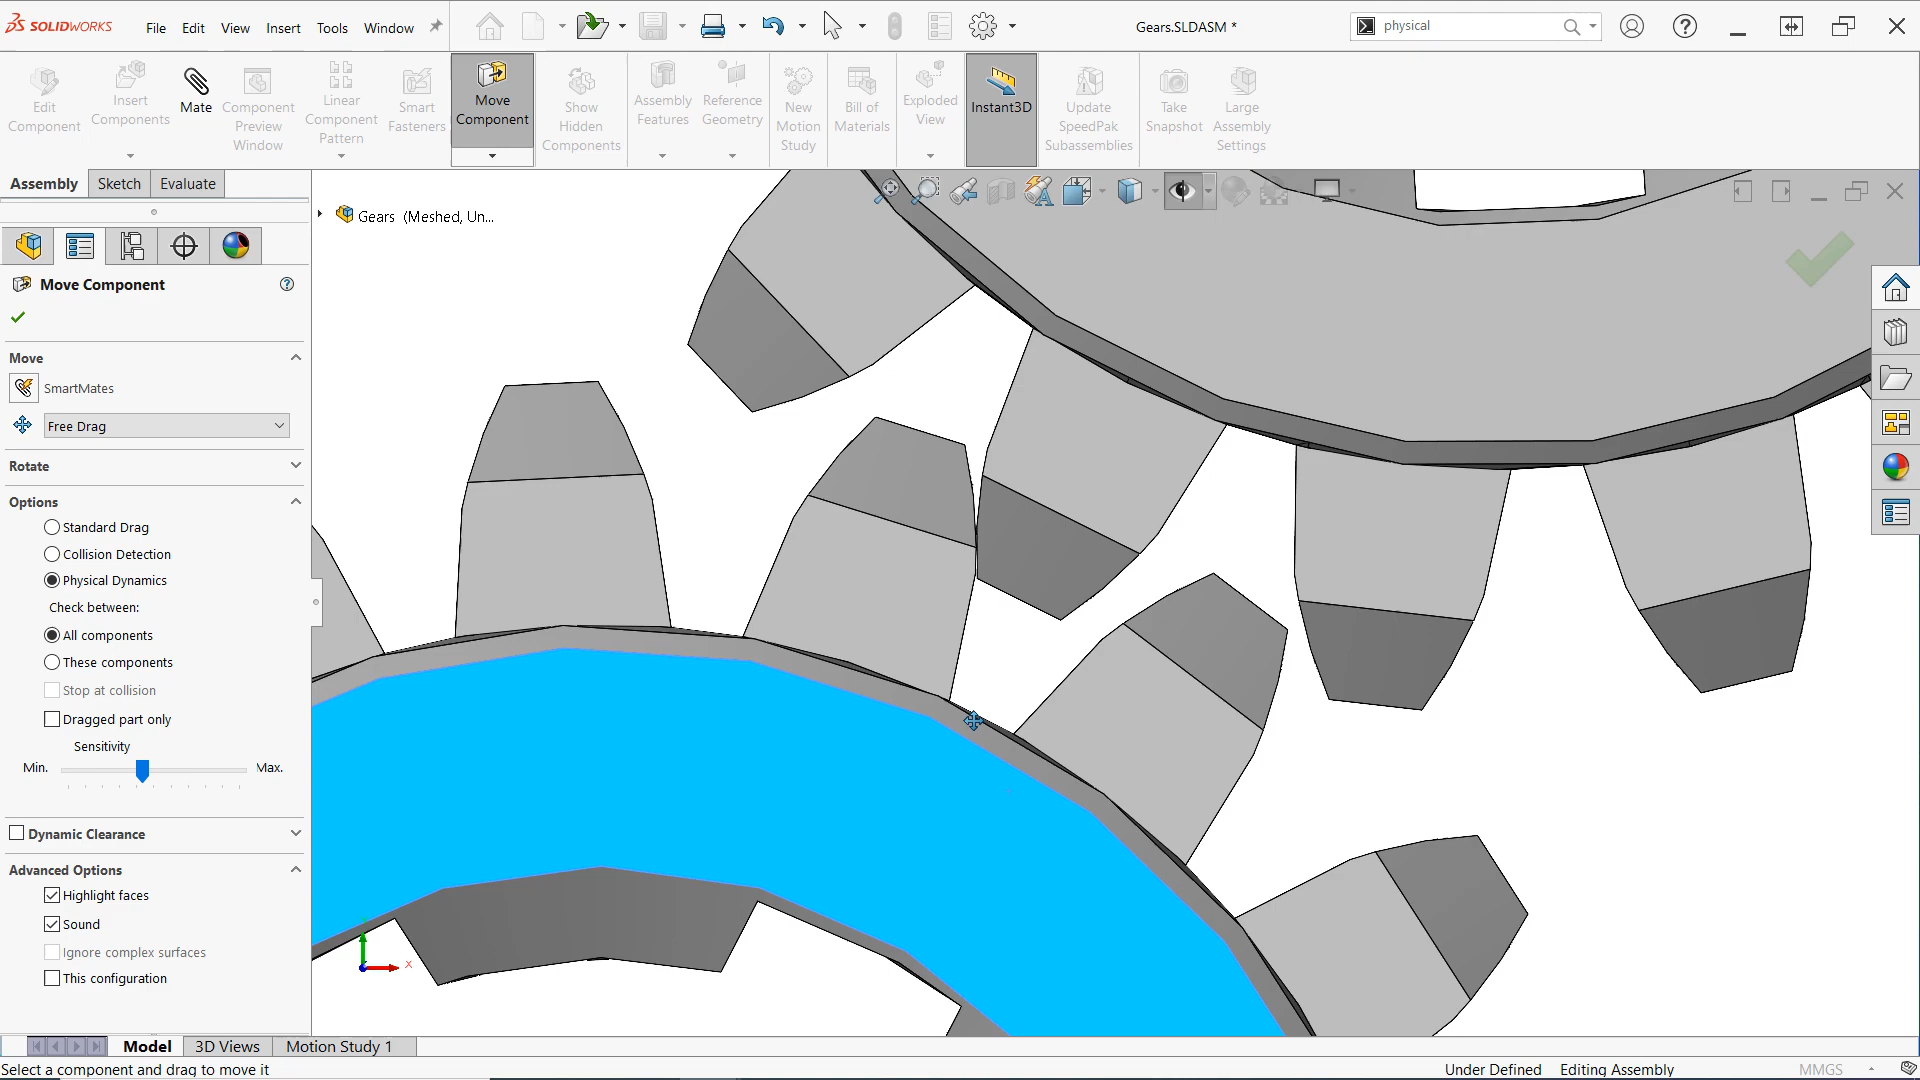 SOLIDWORKS
File Edit View Insert Tools Window
Gears.SLDASM *
physical
Edit Component
Insert Components
Mate
Component Preview Window
Linear Component Pattern
Smart Fasteners
Move Component
Show Hidden Components
Assembly Features
Reference Geometry
New Motion Study
Bill of Materials
Exploded View
Instant3D
Update SpeedPak Subassemblies
Take Snapshot
Large Assembly Settings
Assembly Sketch Evaluate
Gears (Meshed, Un...
Move Component
Move
SmartMates
Free Drag
Rotate
Options
Standard Drag
Collision Detection
Physical Dynamics
Check between:
All components
These components
Stop at collision
Dragged part only
Sensitivity
Min. Max.
Dynamic Clearance
Advanced Options
Highlight faces
Sound
Ignore complex surfaces
This configuration
x
Model 3D Views Motion Study 1
Select a component and drag to move it
Under Defined Editing Assembly MMGS